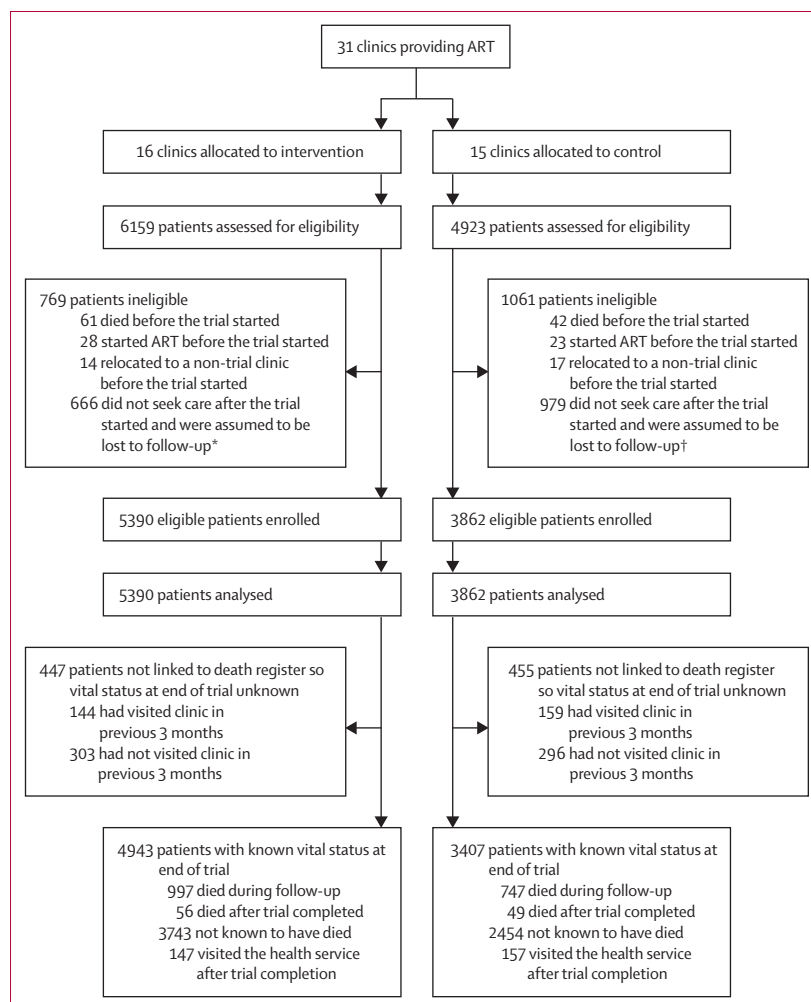 31 clinics providing ART
16 clinics allocated to intervention
15 clinics allocated to control
6159 patients assessed for eligibility
4923 patients assessed for eligibility
769 patients ineligible
61 died before the trial started
28 started ART before the trial started
14 relocated to a non-trial clinic
before the trial started
666 did not seek care after the trial
started and were assumed to be
lost to follow-up*
1061 patients ineligible
42 died before the trial started
23 started ART before the trial started
17 relocated to a non-trial clinic
before the trial started
979 did not seek care after the trial
started and were assumed to be
lost to follow-up†
5390 eligible patients enrolled
3862 eligible patients enrolled
5390 patients analysed
3862 patients analysed
447 patients not linked to death register so
vital status at end of trial unknown
144 had visited clinic in
previous 3 months
303 had not visited clinic in
previous 3 months
455 patients not linked to death register
so vital status at end of trial unknown
159 had visited clinic in
previous 3 months
296 had not visited clinic in
previous 3 months
4943 patients with known vital status at
end of trial
997 died during follow-up
56 died after trial completed
3743 not known to have died
147 visited the health service
after trial completion
3407 patients with known vital status at
end of trial
747 died during follow-up
49 died after trial completed
2454 not known to have died
157 visited the health service
after trial completion